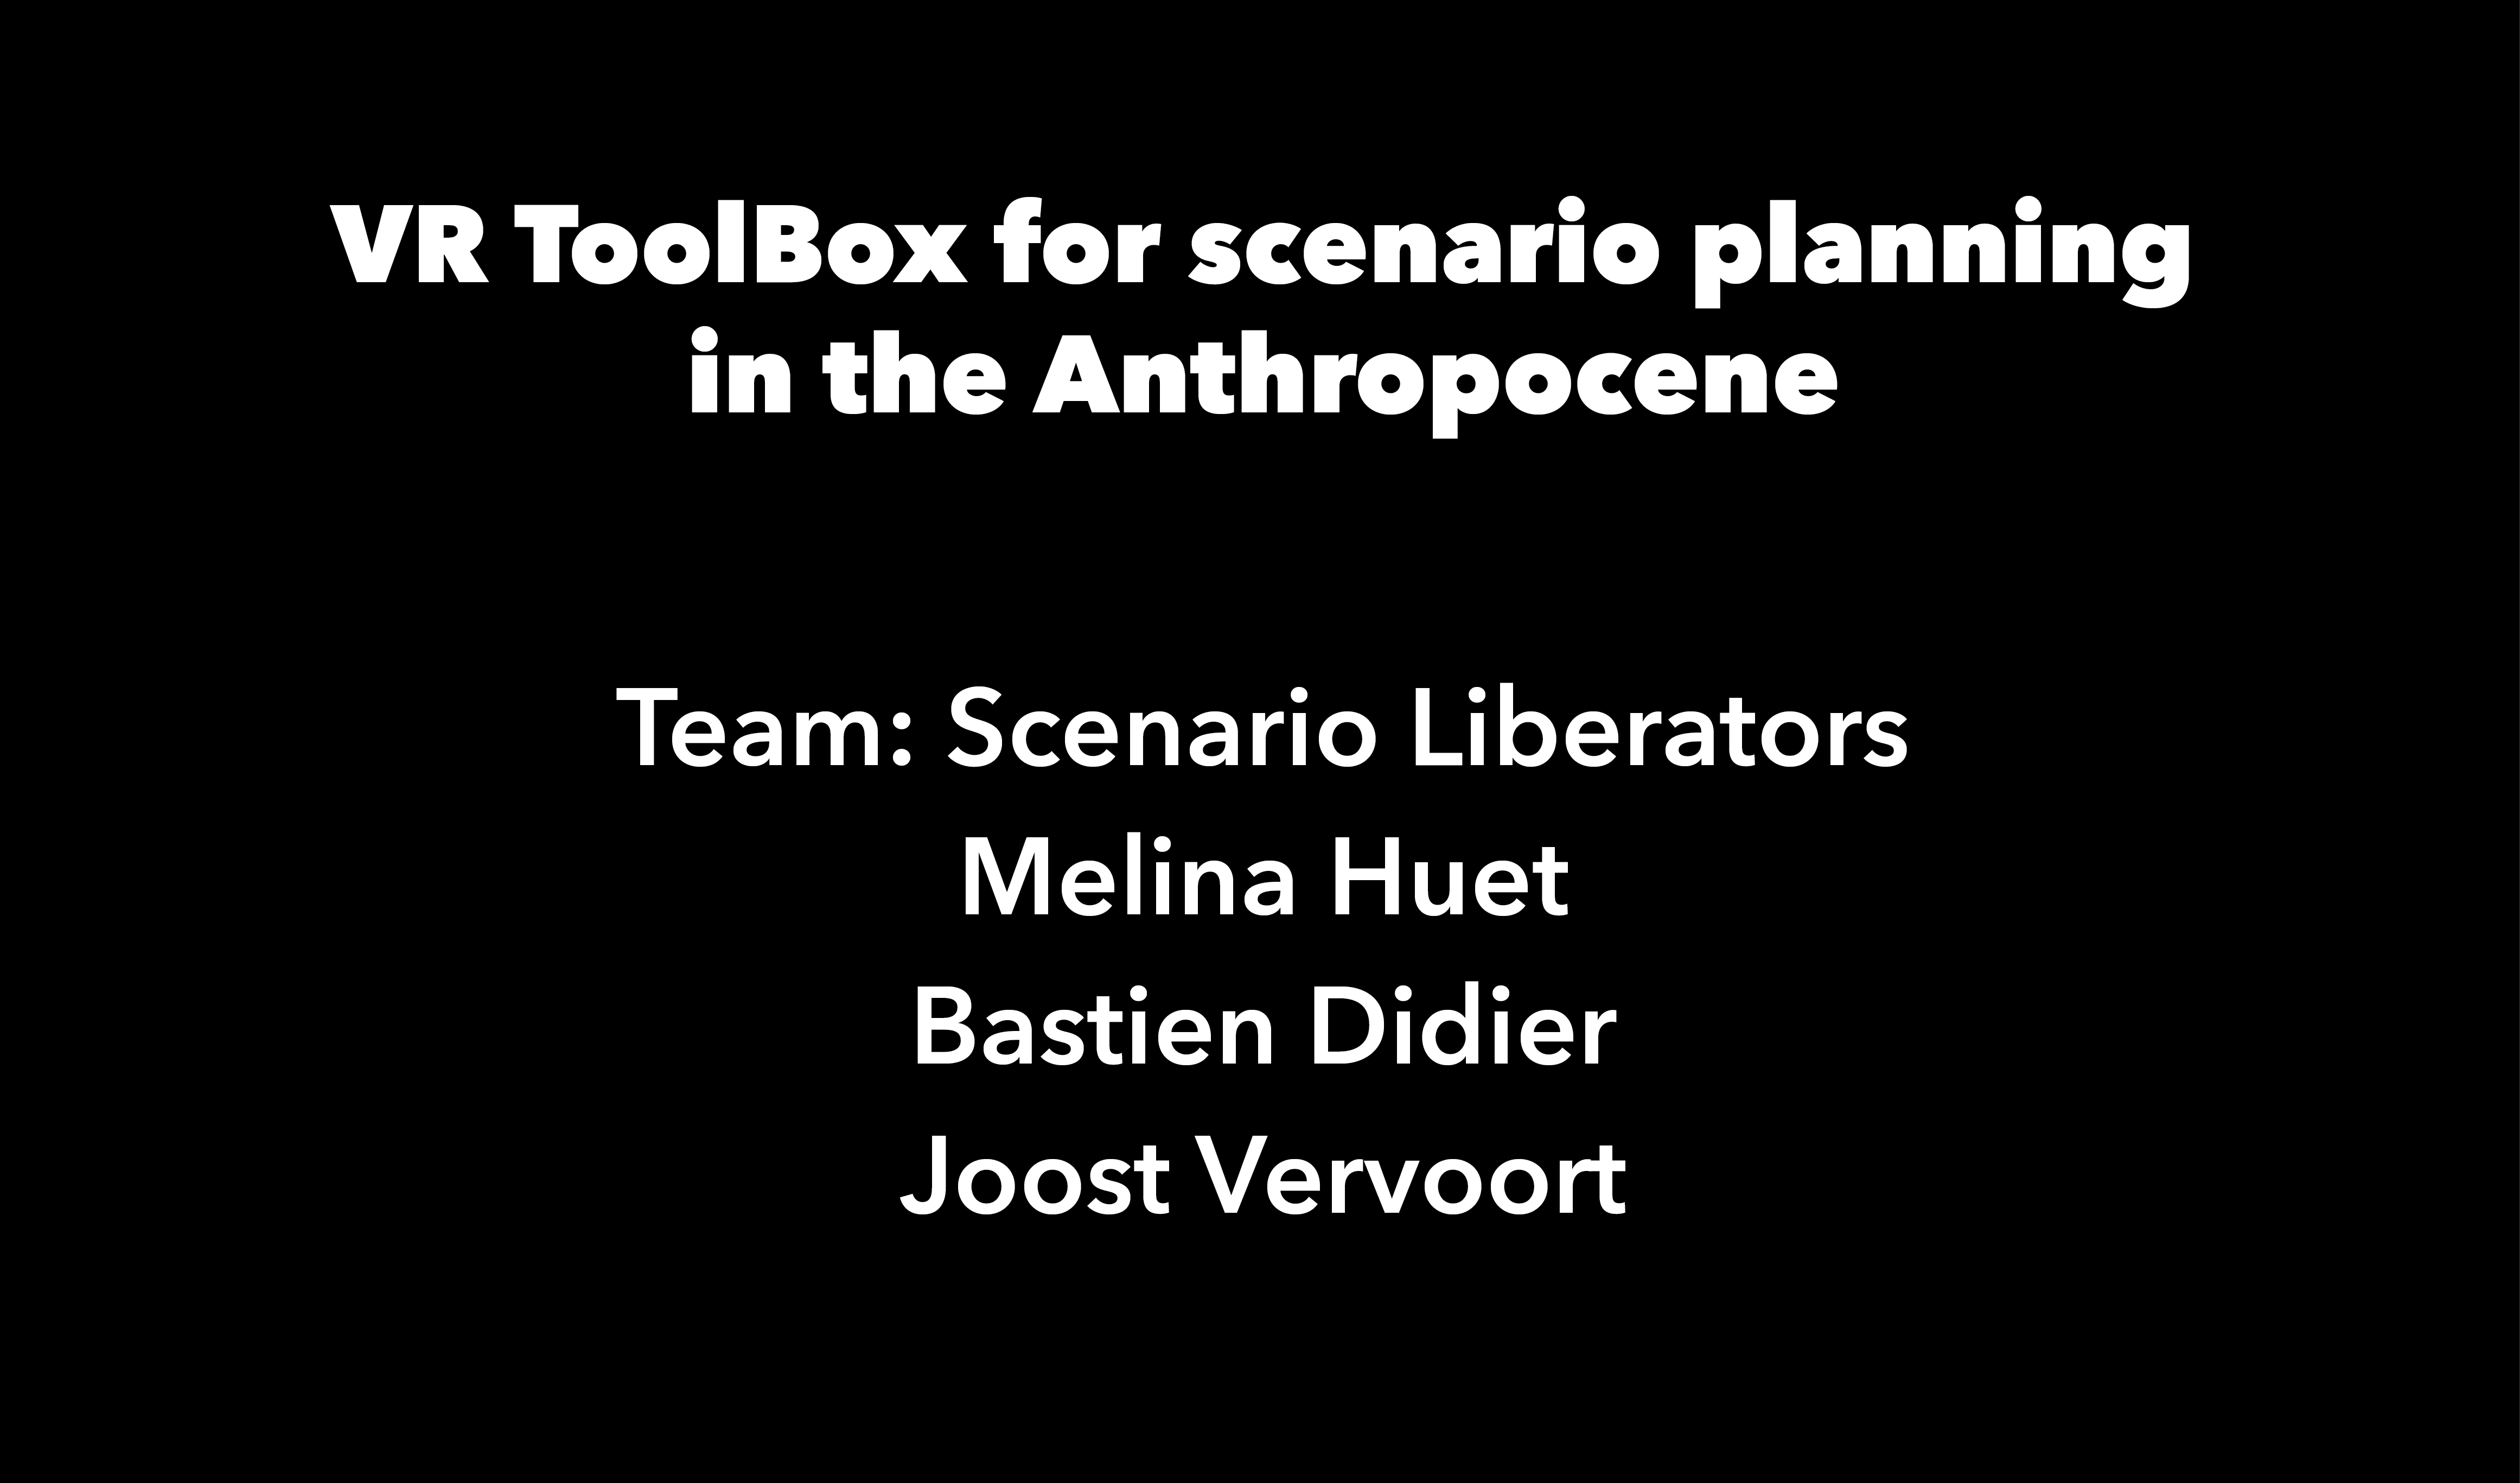 VR ToolBox for scenario planning
in the Anthropocene
Team: Scenario Liberators
Melina Huet
Bastien Didier
Joost Vervoort